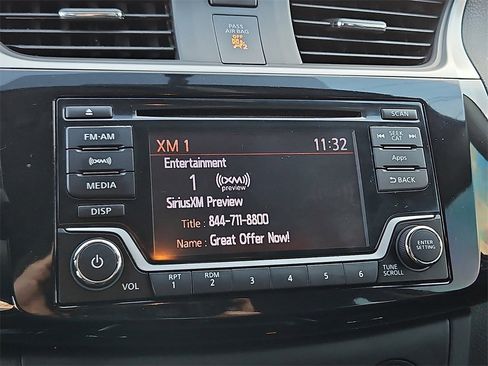 PASS
AIR BAG
OFF
2
SCAN
FM-AM
XM 1 11:32
SEEK
CAT
Entertainment
((XM))
1 ((XM))
preview
Apps
MEDIA
SiriusXM Preview
BACK
Title : 844-711-8800
DISP
Name : Great Offer Now!
ENTER
SETTING
VOL
RPT
1
RDM
2
3
4
5
6
TUNE
SCROLL